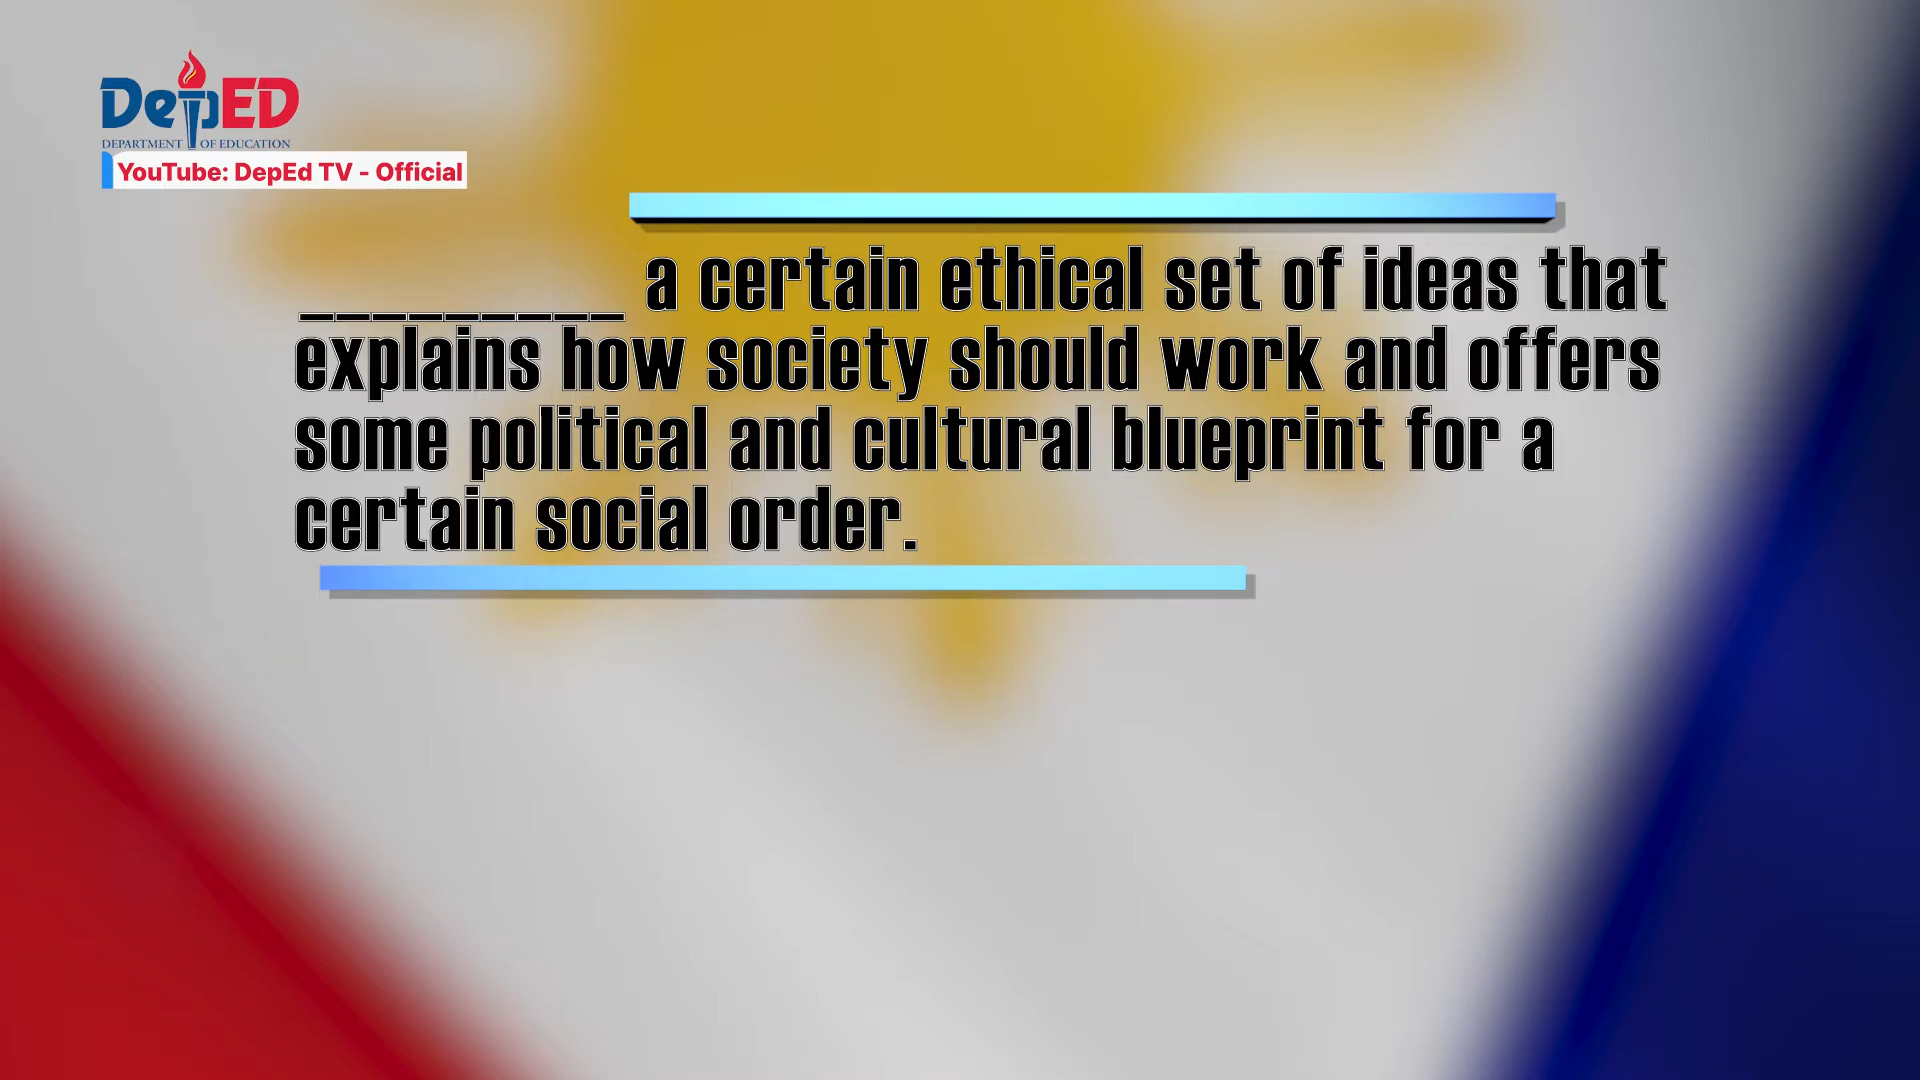 DepED
DEPARTMENT OF EDUCATION
YouTube: DepEd TV - Official
_________ a certain ethical set of ideas that
explains how society should work and offers
some political and cultural blueprint for a
certain social order.